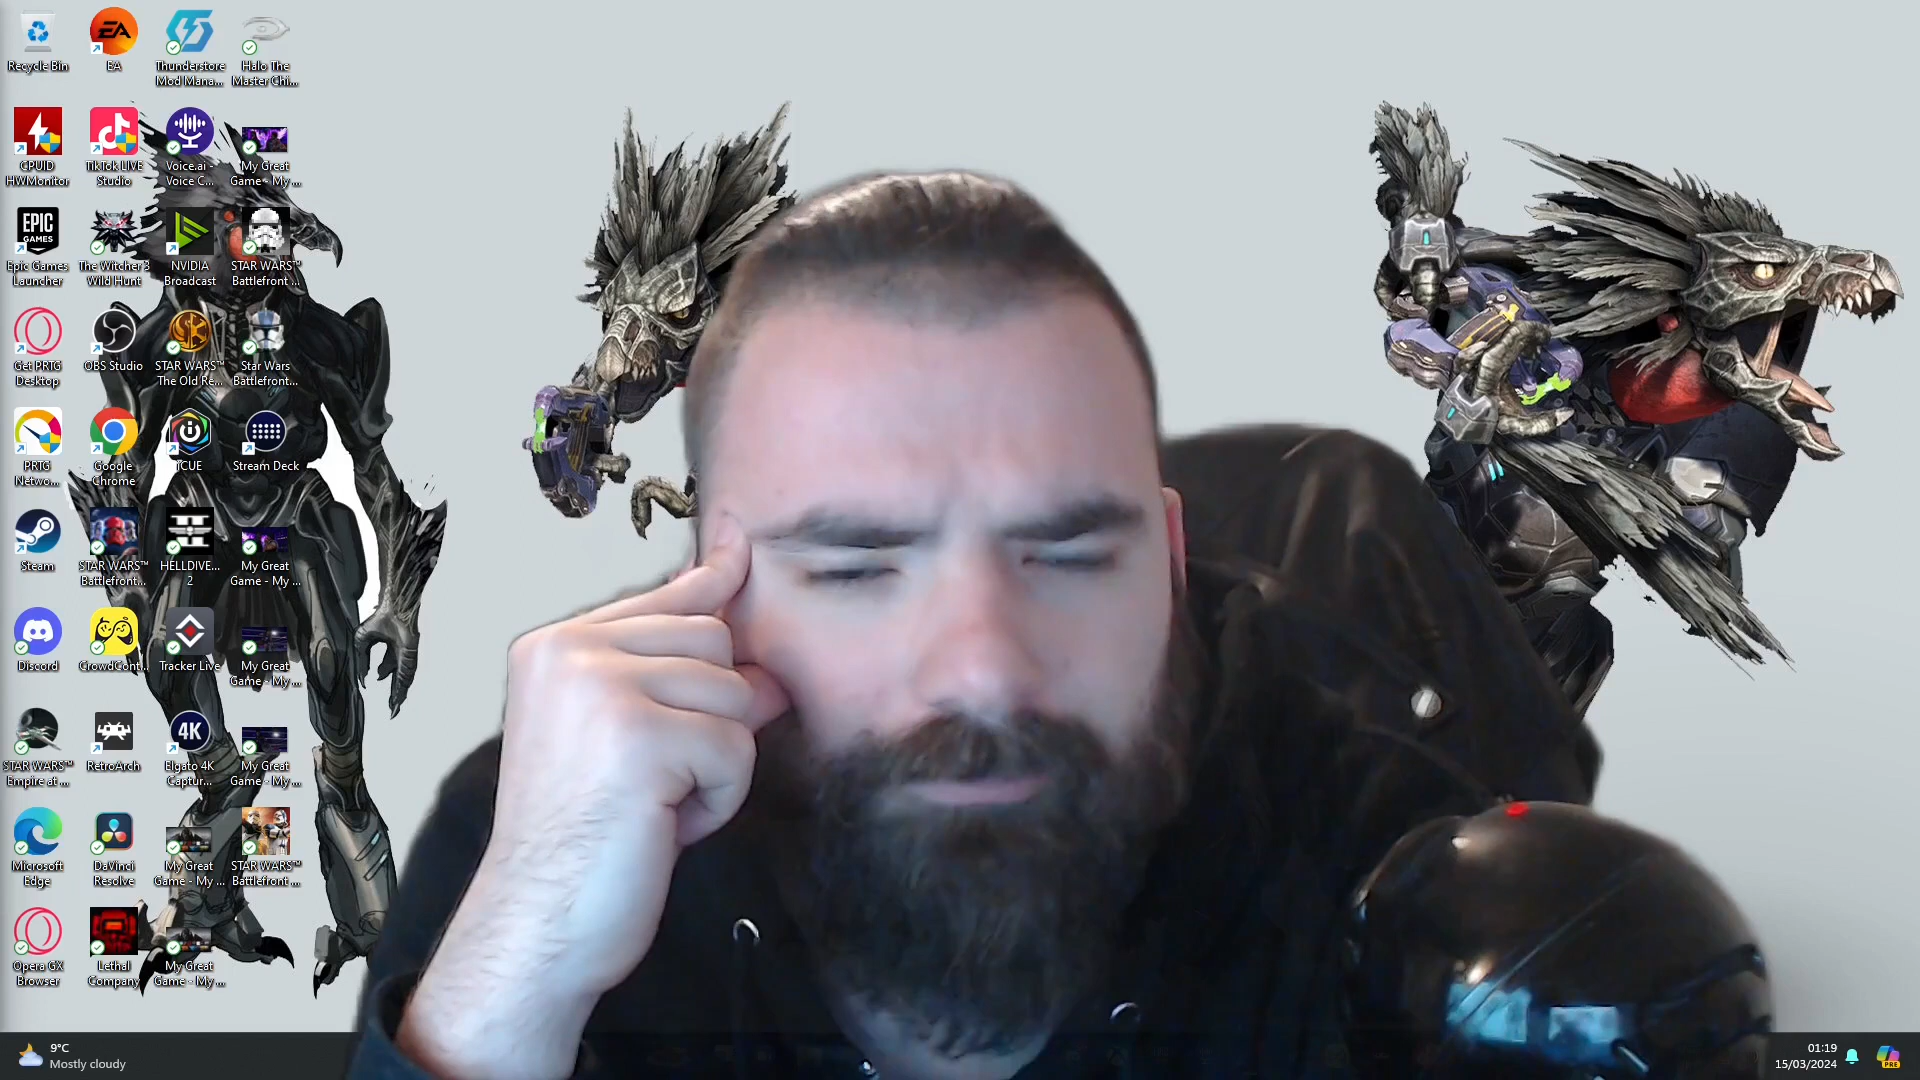 Recycle Bin
EA
Thunderstore
Mod Mana...
Halo The
Master Chi...
CPUID
HWMonitor
TikTok LIVE
Studio
Voice.ai -
Voice C...
My Great
Game - My ...
EPIC
GAMES
Epic Games
Launcher
The Witcher 3
Wild Hunt
NVIDIA
Broadcast
STAR WARS™
Battlefront ...
Get PRTG
Desktop
OBS Studio
STAR WARS™
The Old Re...
Star Wars
Battlefront...
PRTG
Netwo...
Google
Chrome
iCUE
Stream Deck
Steam
STAR WARS™
Battlefront...
HELLDIVE...
2
My Great
Game - My ...
Discord
CrowdCont...
Tracker Live
My Great
Game - My ...
STAR WARS™
Empire at ...
RetroArch
4K
Elgato 4K
Captur...
My Great
Game - My ...
Microsoft
Edge
DaVinci
Resolve
My Great
Game - My ...
STAR WARS™
Battlefront ...
Opera GX
Browser
Lethal
Company
My Great
Game - My ...
9°C
Mostly cloudy
01:19
15/03/2024
PRE